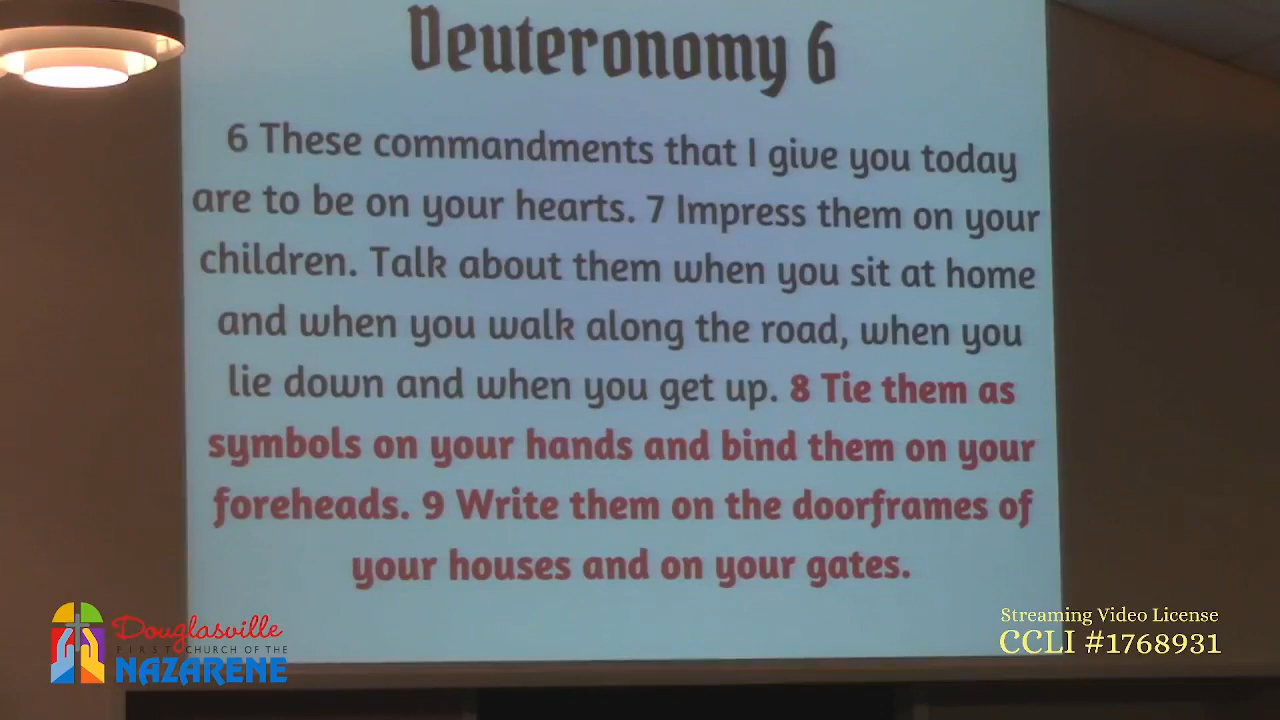 Deuteronomy 6
6 These commandments that I give you today
are to be on your hearts. 7 Impress them on your
children. Talk about them when you sit at home
and when you walk along the road, when you
lie down and when you get up. 8 Tie them as
symbols on your hands and bind them on your
foreheads. 9 Write them on the doorframes of
your houses and on your gates.
Douglasville
FIRST CHURCH OF THE
NAZARENE
Streaming Video License
CCLI #1768931